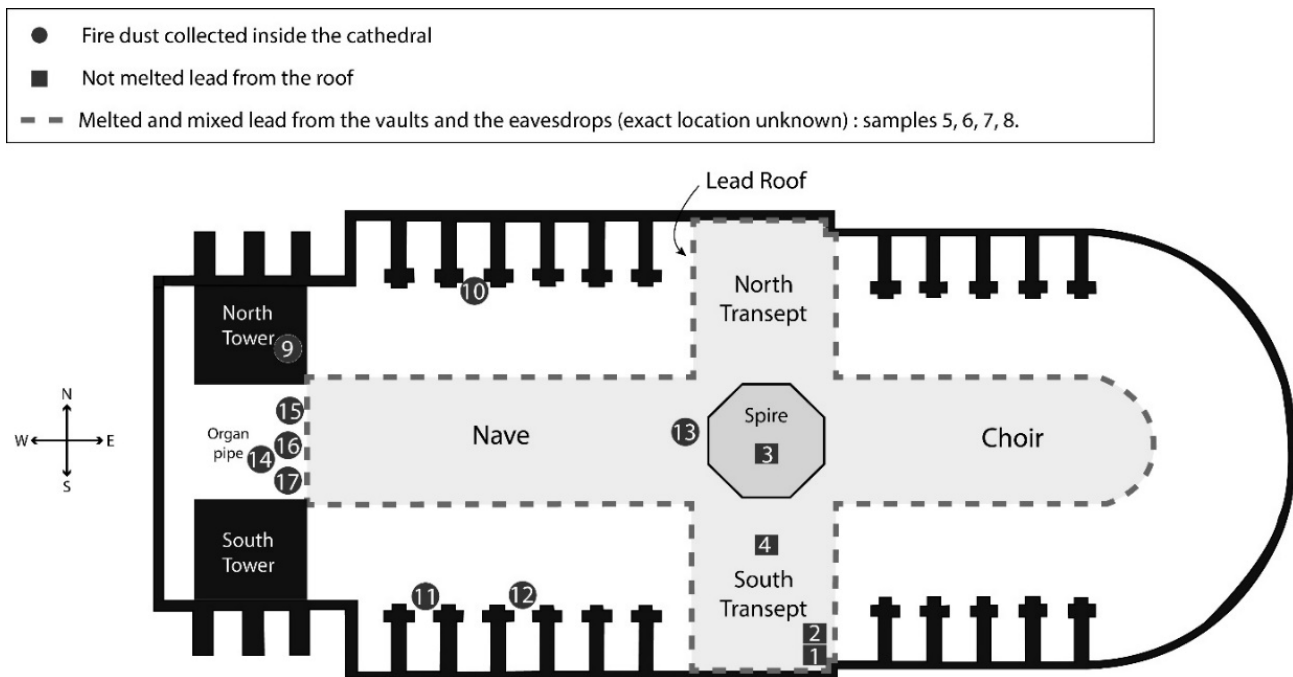 Fire dust collected inside the cathedral
Not melted lead from the roof
Melted and mixed lead from the vaults and the eavesdrops (exact location unknown) : samples 5, 6, 7, 8.
Lead Roof
10
North
Transept
North
Tower
9
N
W
E
S
15
Organ
pipe
16
14
17
Nave
13
Spire
3
Choir
4
South
Transept
South
Tower
11
12
2
1